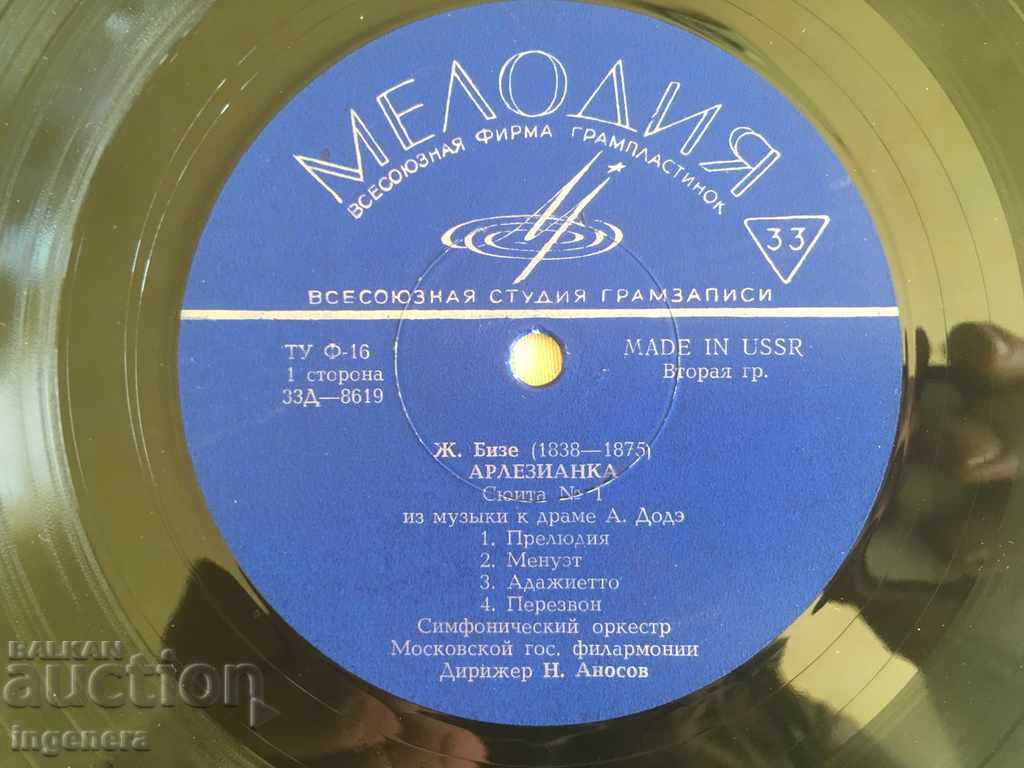 МЕЛОДИЯ
ВСЕСОЮЗНАЯ ФИРМА ГРАМПЛАСТИНОК
33
ВСЕСОЮЗНАЯ СТУДИЯ ГРАМЗАПИСИ
ТУ Ф-16
1 сторона
33Д—8619
MADE IN USSR
Вторая гр.
Ж. Бизе (1838—1875)
АРЛЕЗИАНКА
Сюита № 1
из музыки к драме А. Додэ
1. Прелюдия
2. Менуэт
3. Адажиетто
4. Перезвон
Симфонический оркестр
Московской гос. филармонии
Дирижер Н. Аносов
BALKAN
auction
ingenera